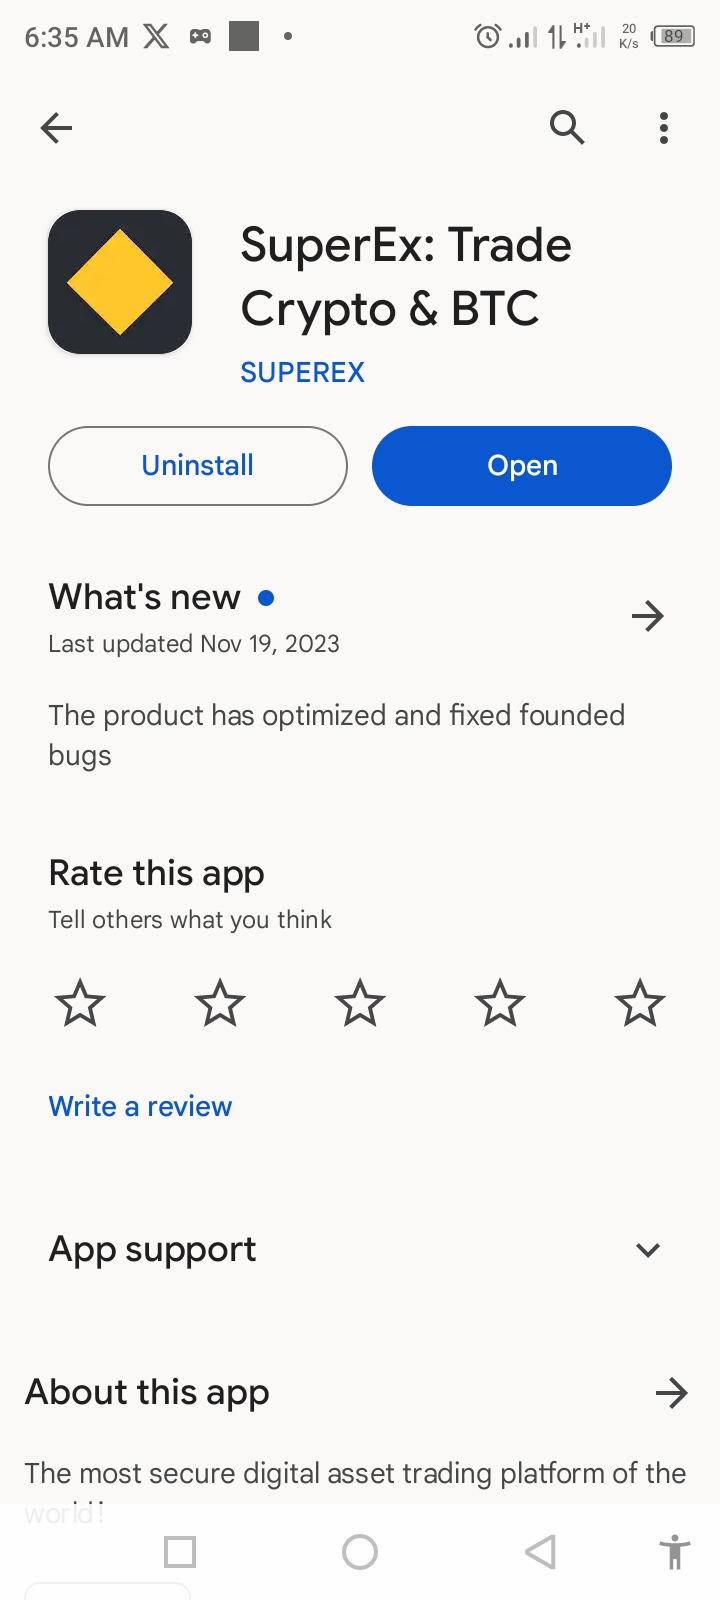 6:35 AM
H+
20
K/s
89
SuperEx: Trade
Crypto & BTC
SUPEREX
Uninstall
Open
What's new
Last updated Nov 19, 2023
The product has optimized and fixed founded
bugs
Rate this app
Tell others what you think
Write a review
App support
About this app
The most secure digital asset trading platform of the
world!